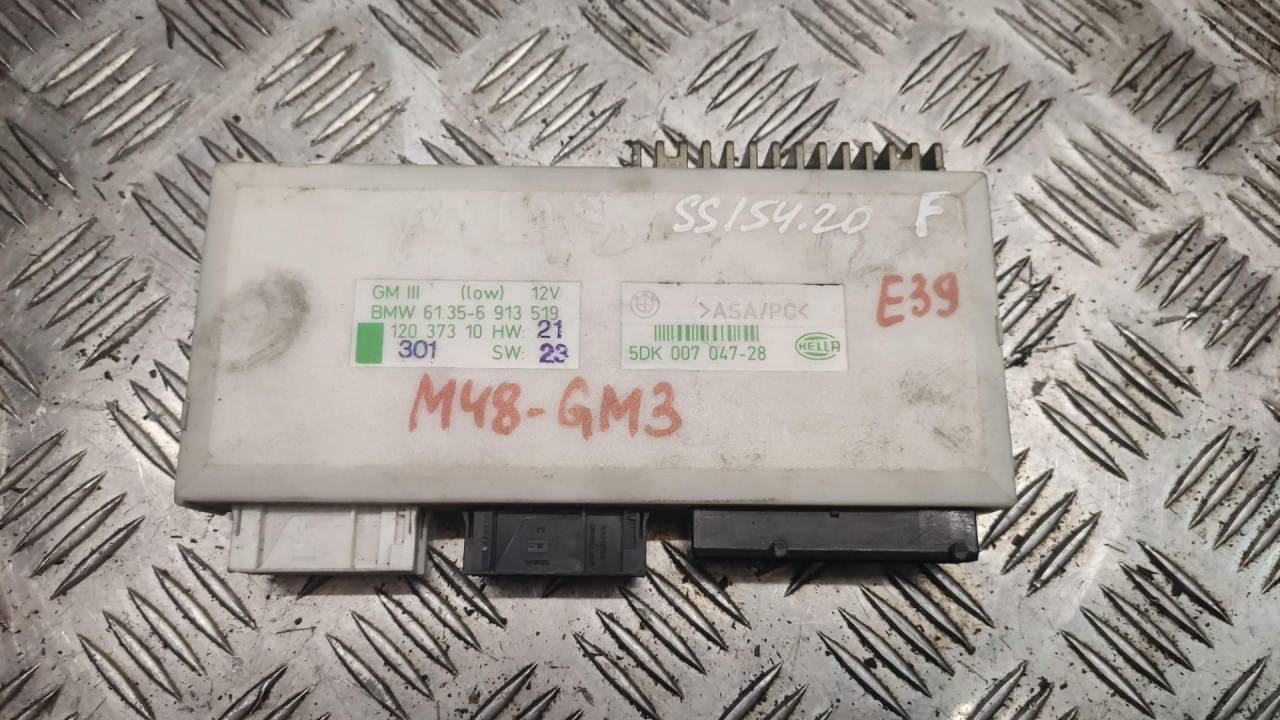 SS154.20 F
GM III (low) 12V
BMW 61.35-6 913 519
120 373 10 HW: 21
301 SW: 23
>ASA/PC<
5DK 007 047-28
HELLA
E39
M48-GM3